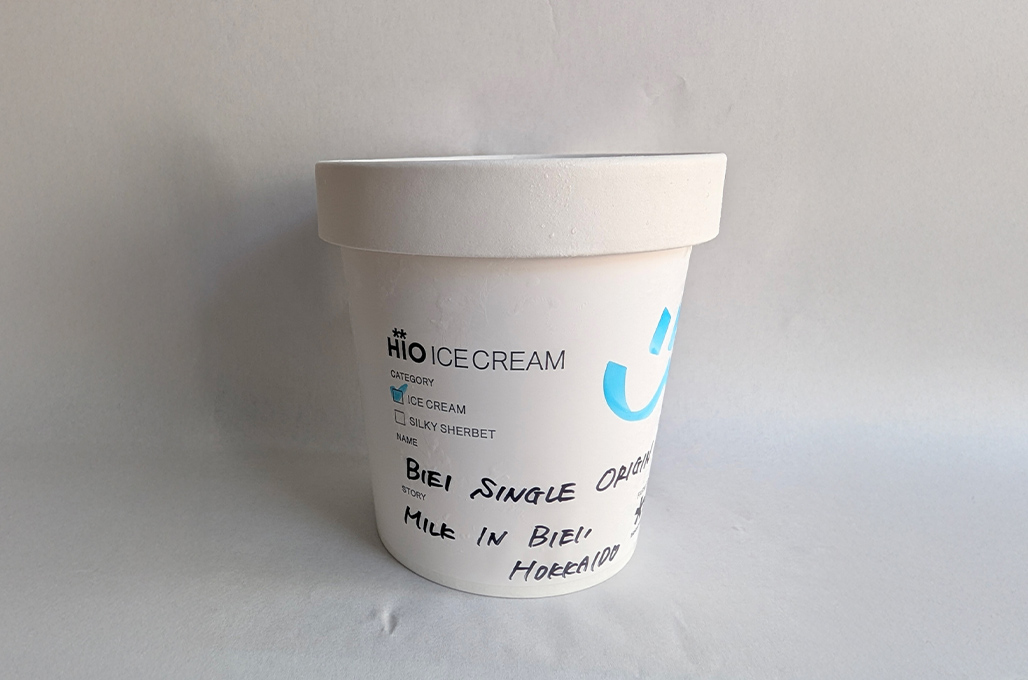 HiO ICE CREAM
CATEGORY
ICE CREAM
SILKY SHERBET
NAME
BIEI SINGLE ORIGIN
STORY
MILK IN BIEI,
HOKKAIDO